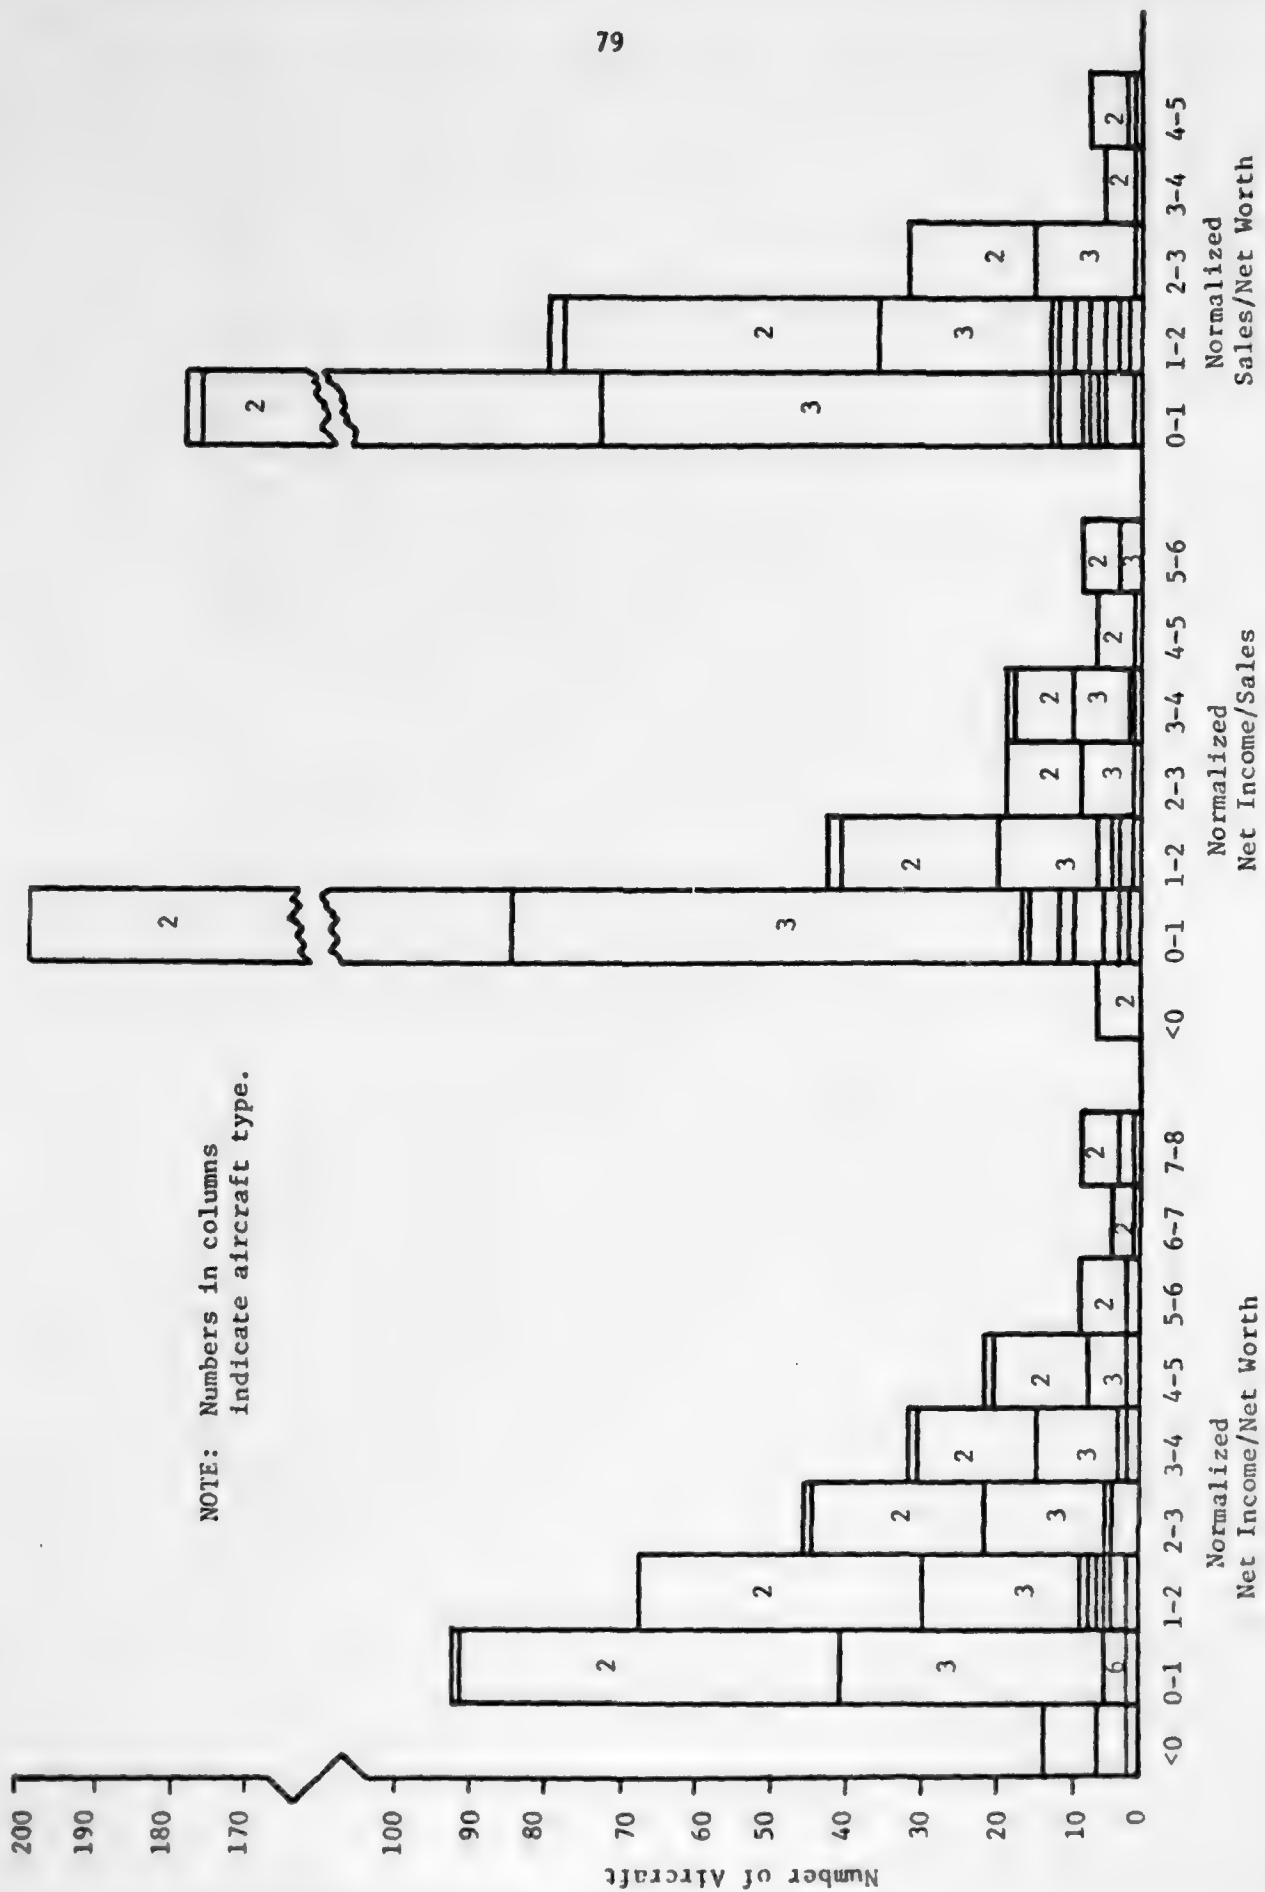 79
NOTE: Numbers in columns
indicate aircraft type.
Number of Aircraft
200
190
180
170
100
90
80
70
60
50
40
30
20
10
0
2 3 6
2 3
2 3
2 3
2 3
2
2
2
<0 0-1 1-2 2-3 3-4 4-5 5-6 6-7 7-8
Normalized
Net Income/Net Worth
2
2 3
2 3
2 3
2 3
2
2 3
<0 0-1 1-2 2-3 3-4 4-5 5-6
Normalized
Net Income/Sales
2 3
2 3
2 3
2
2
0-1 1-2 2-3 3-4 4-5
Normalized
Sales/Net Worth